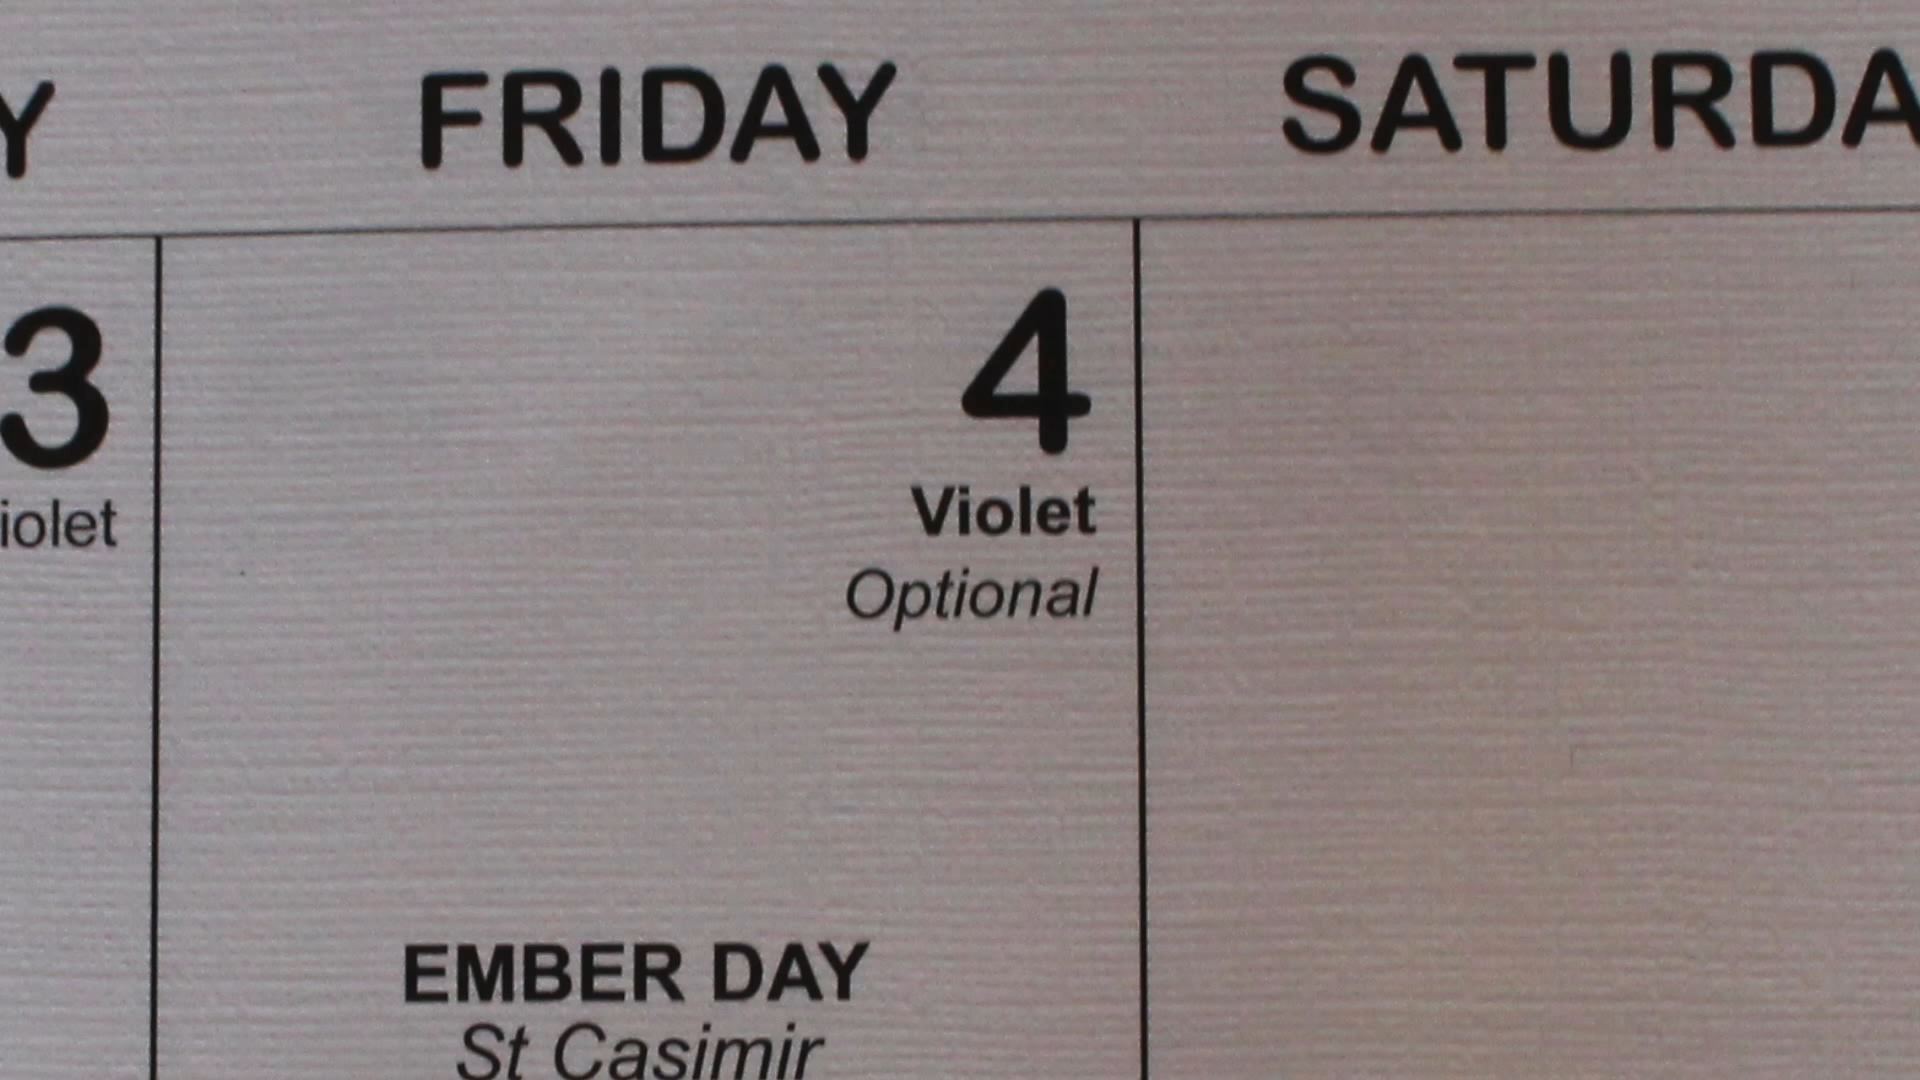 Y FRIDAY SATURDA
3 4
iolet Violet
Optional
EMBER DAY
St Casimir